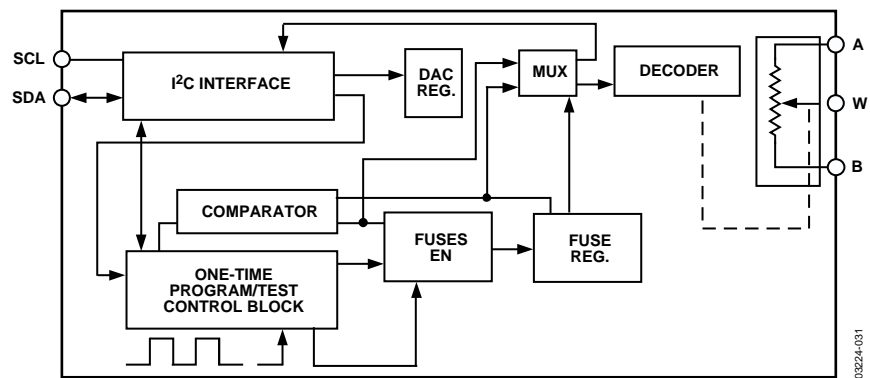 SCL
SDA
I²C INTERFACE
DAC
REG.
MUX
DECODER
A
W
B
COMPARATOR
FUSES
EN
FUSE
REG.
ONE-TIME
PROGRAM/TEST
CONTROL BLOCK
03224-031